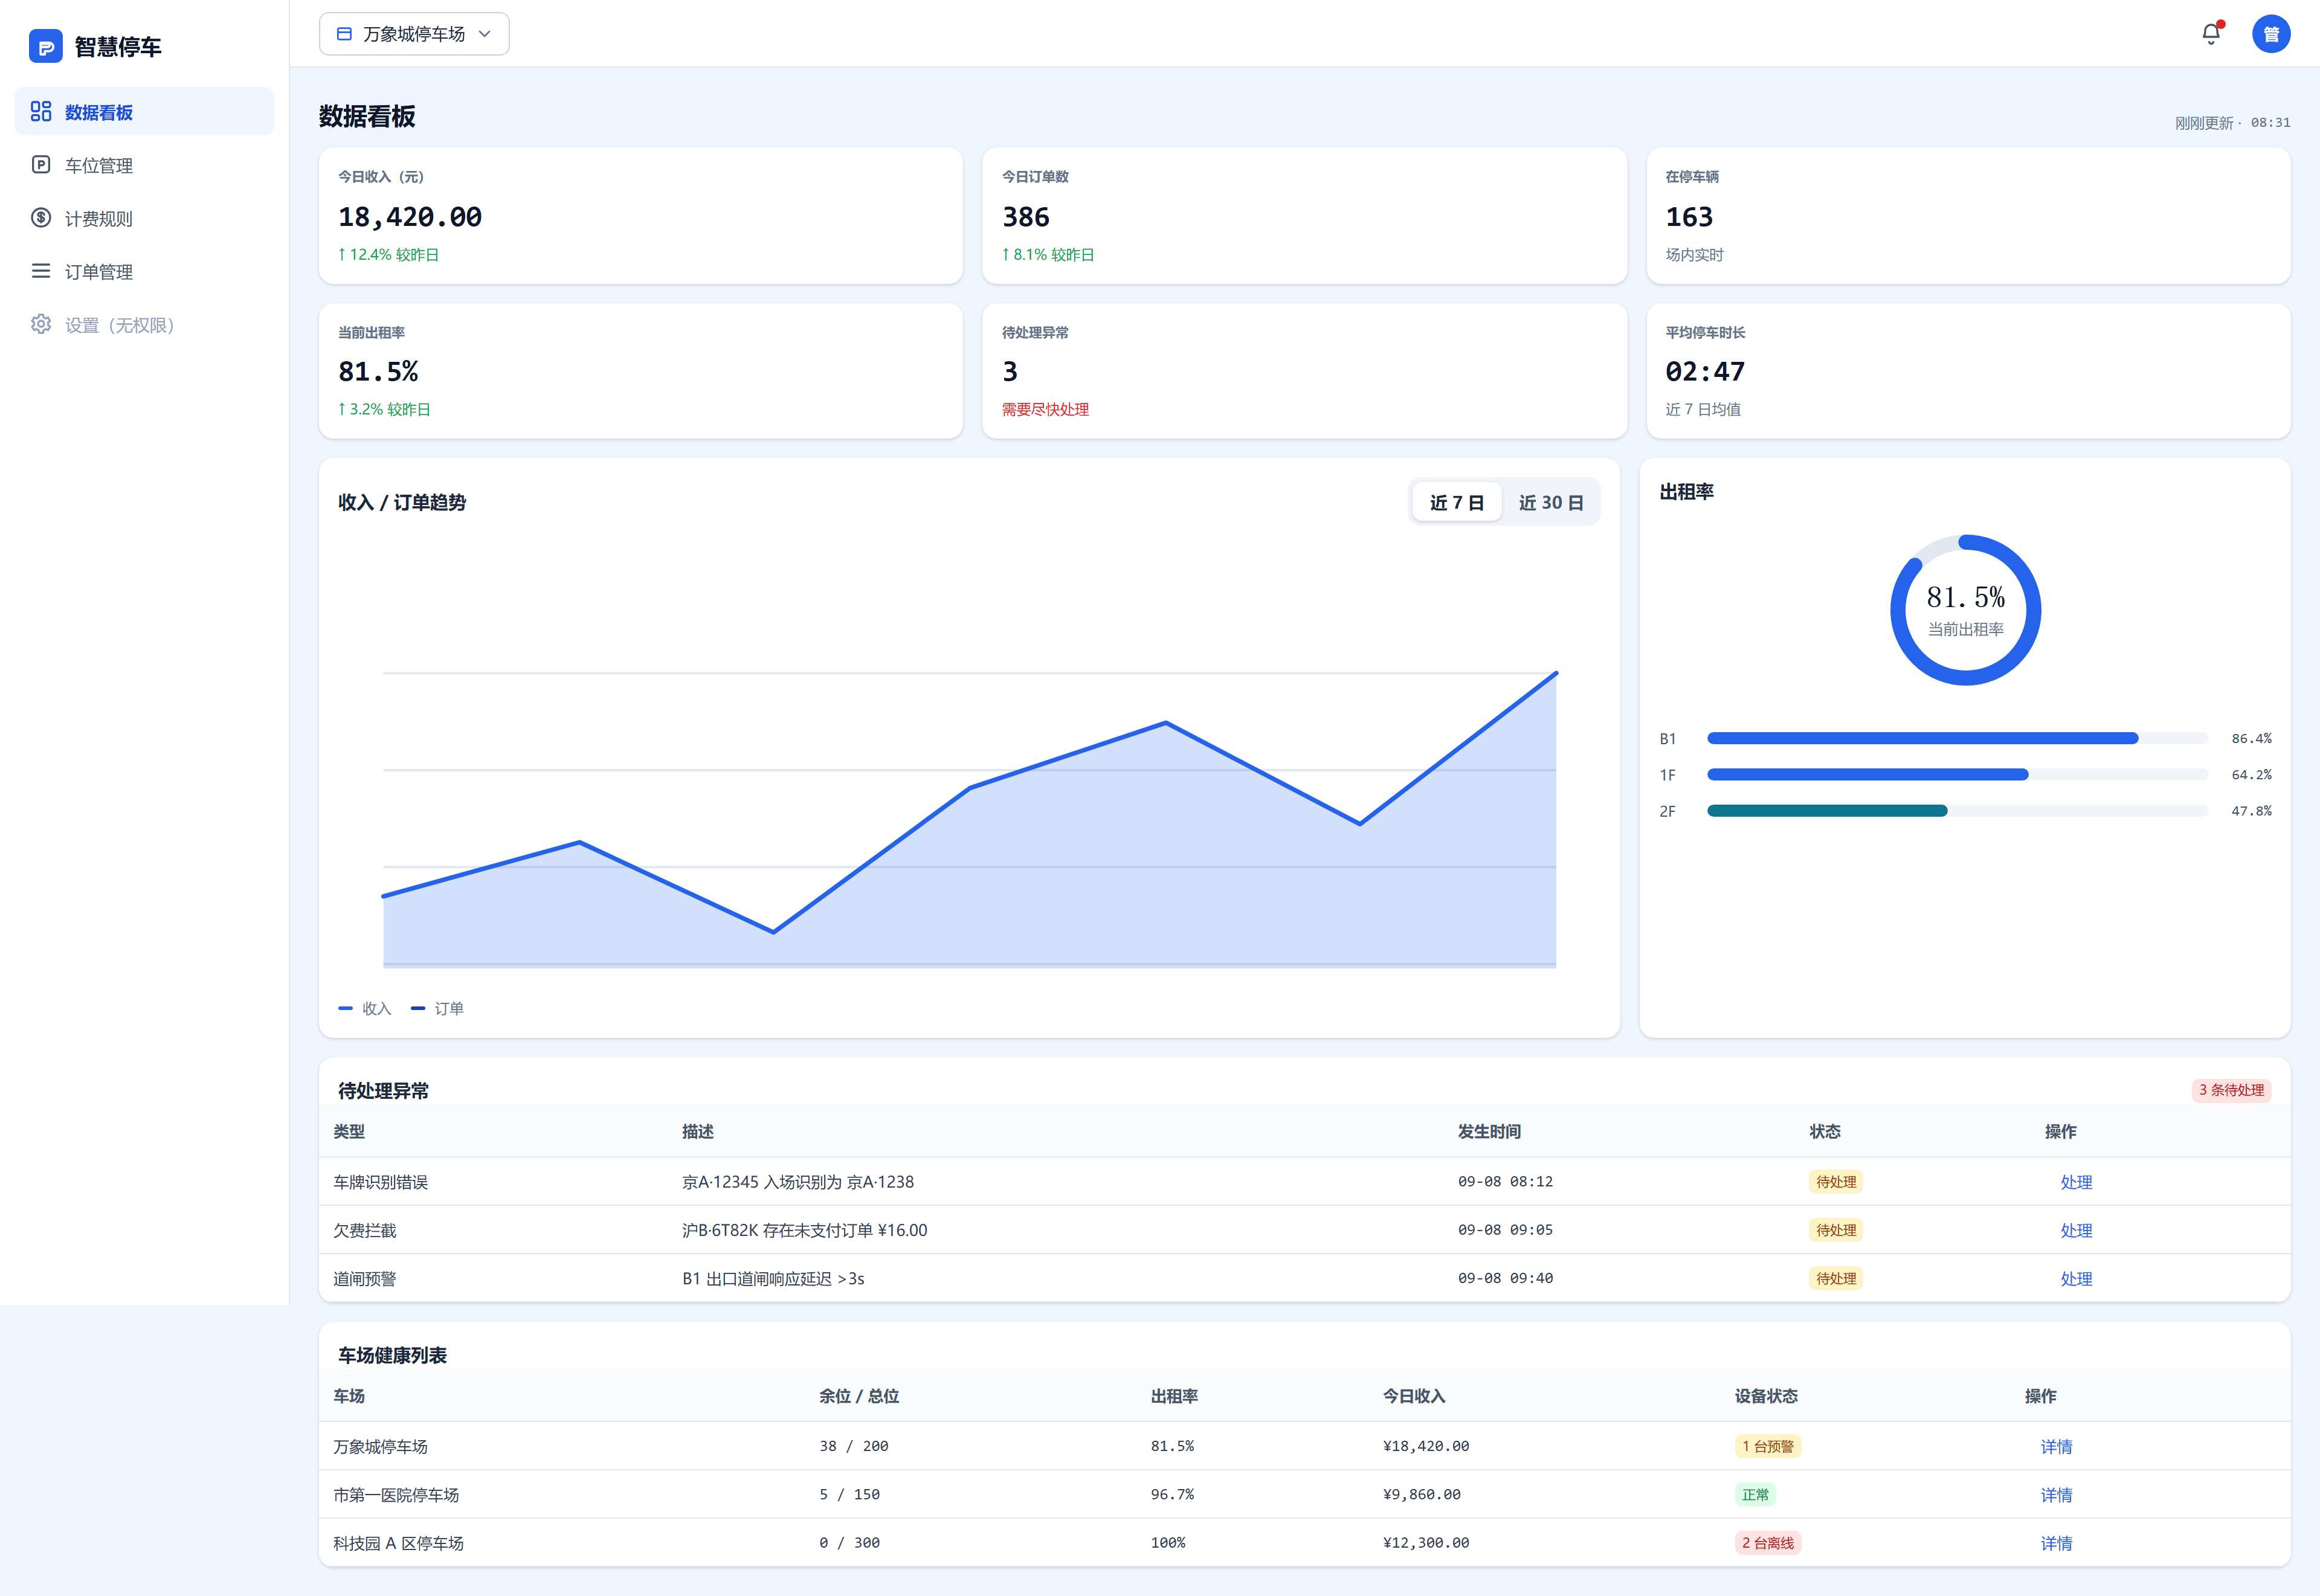 智慧停车
万象城停车场
管
数据看板
车位管理
计费规则
订单管理
设置（无权限）
数据看板
刚刚更新 · 08:31
今日收入（元）
18,420.00
↑ 12.4% 较昨日
今日订单数
386
↑ 8.1% 较昨日
在停车辆
163
场内实时
当前出租率
81.5%
↑ 3.2% 较昨日
待处理异常
3
需要尽快处理
平均停车时长
02:47
近 7 日均值
收入 / 订单趋势
近 7 日 近 30 日
收入 订单
出租率
81.5%
当前出租率
B1 86.4%
1F 64.2%
2F 47.8%
待处理异常 3 条待处理
类型 描述 发生时间 状态 操作
车牌识别错误 京A·12345 入场识别为 京A·1238 09-08 08:12 待处理 处理
欠费拦截 沪B·6T82K 存在未支付订单 ¥16.00 09-08 09:05 待处理 处理
道闸预警 B1 出口道闸响应延迟 >3s 09-08 09:40 待处理 处理
车场健康列表
车场 余位 / 总位 出租率 今日收入 设备状态 操作
万象城停车场 38 / 200 81.5% ¥18,420.00 1 台预警 详情
市第一医院停车场 5 / 150 96.7% ¥9,860.00 正常 详情
科技园 A 区停车场 0 / 300 100% ¥12,300.00 2 台离线 详情